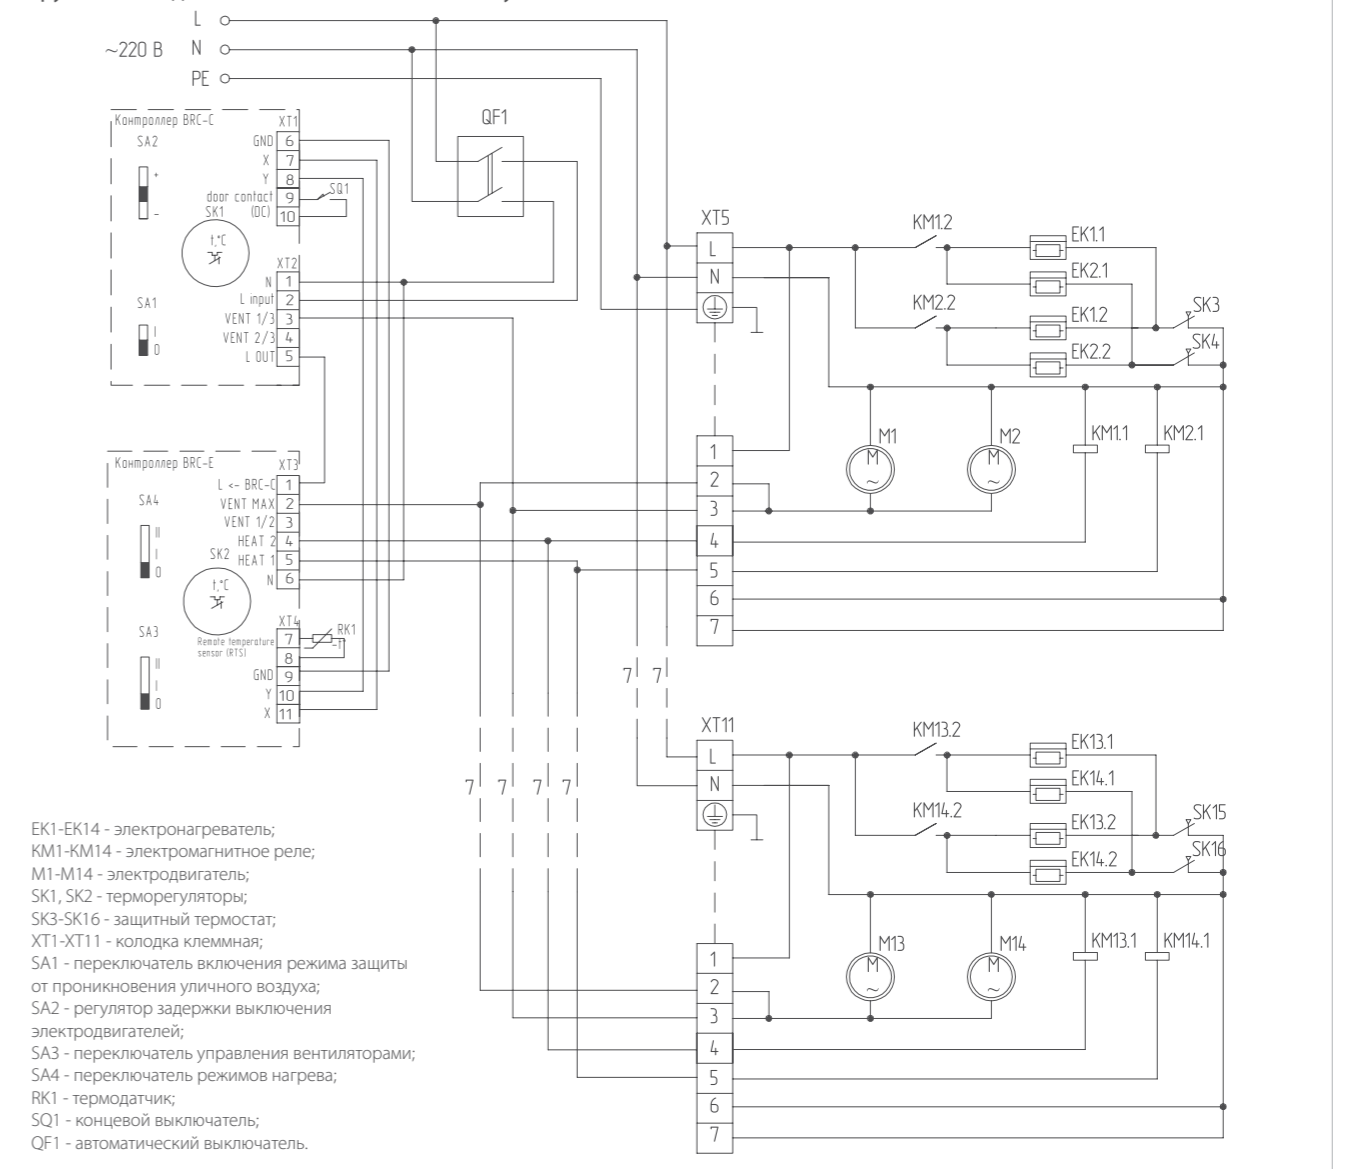 L
~220 В N
PE
Контроллер BRC-C XT1
SA2
GND 6
X 7
Y 8
door contact 9
(DC) 10
SQ1
+
-
SK1
t,°C
XT2
N 1
L input 2
VENT 1/3 3
VENT 2/3 4
L OUT 5
SA1
I
0
QF1
Контроллер BRC-E XT3
L <- BRC-C 1
VENT MAX 2
VENT 1/2 3
HEAT 2 4
HEAT 1 5
N 6
SA4
II
I
0
SK2
t,°C
XT4
Remote temperature 7
sensor (RTS) 8
GND 9
Y 10
X 11
RK1
-t°
SA3
II
I
0
XT5
L
N
1
2
3
4
5
6
7
KM1.2
EK1.1
EK2.1
KM2.2
EK1.2
EK2.2
SK3
SK4
M1
M
~
M2
M
~
KM1.1
KM2.1
7 7
7 7 7 7
XT11
L
N
1
2
3
4
5
6
7
KM13.2
EK13.1
EK14.1
KM14.2
EK13.2
EK14.2
SK15
SK16
M13
M
~
M14
M
~
KM13.1
KM14.1
EK1-EK14 - электронагреватель;
KM1-KM14 - электромагнитное реле;
M1-M14 - электродвигатель;
SK1, SK2 - терморегуляторы;
SK3-SK16 - защитный термостат;
XT1-XT11 - колодка клеммная;
SA1 - переключатель включения режима защиты
от проникновения уличного воздуха;
SA2 - регулятор задержки выключения
электродвигателей;
SA3 - переключатель управления вентиляторами;
SA4 - переключатель режимов нагрева;
RK1 - термодатчик;
SQ1 - концевой выключатель;
QF1 - автоматический выключатель.